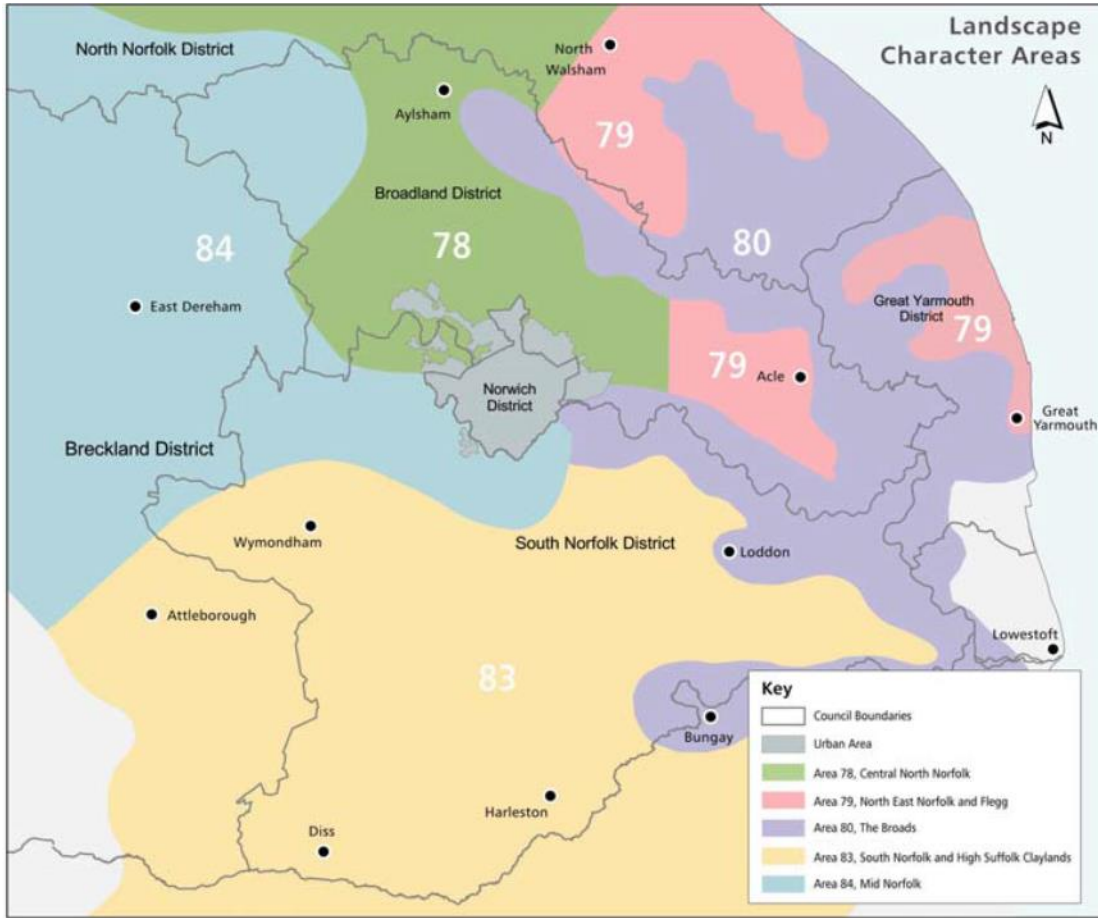 Landscape
Character Areas
N
North Norfolk District
North
Walsham
Aylsham
79
Broadland District
84
78
80
East Dereham
Great Yarmouth
District
79
79
Acle
Norwich
District
Great
Yarmouth
Breckland District
Wymondham
South Norfolk District
Loddon
Attleborough
Lowestoft
83
Bungay
Harleston
Diss
Key
Council Boundaries
Urban Area
Area 78, Central North Norfolk
Area 79, North East Norfolk and Flegg
Area 80, The Broads
Area 83, South Norfolk and High Suffolk Claylands
Area 84, Mid Norfolk